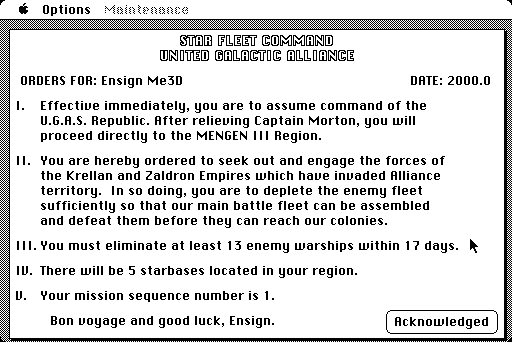 Options Maintenance
STAR FLEET COMMAND
UNITED GALACTIC ALLIANCE
ORDERS FOR: Ensign Me3D DATE: 2000.0
I. Effective immediately, you are to assume command of the
U.G.A.S. Republic. After relieving Captain Morton, you will
proceed directly to the MENGEN III Region.
II. You are hereby ordered to seek out and engage the forces of
the Krellan and Zaldron Empires which have invaded Alliance
territory. In so doing, you are to deplete the enemy fleet
sufficiently so that our main battle fleet can be assembled
and defeat them before they can reach our colonies.
III. You must eliminate at least 13 enemy warships within 17 days.
IV. There will be 5 starbases located in your region.
V. Your mission sequence number is 1.
Bon voyage and good luck, Ensign.
Acknowledged